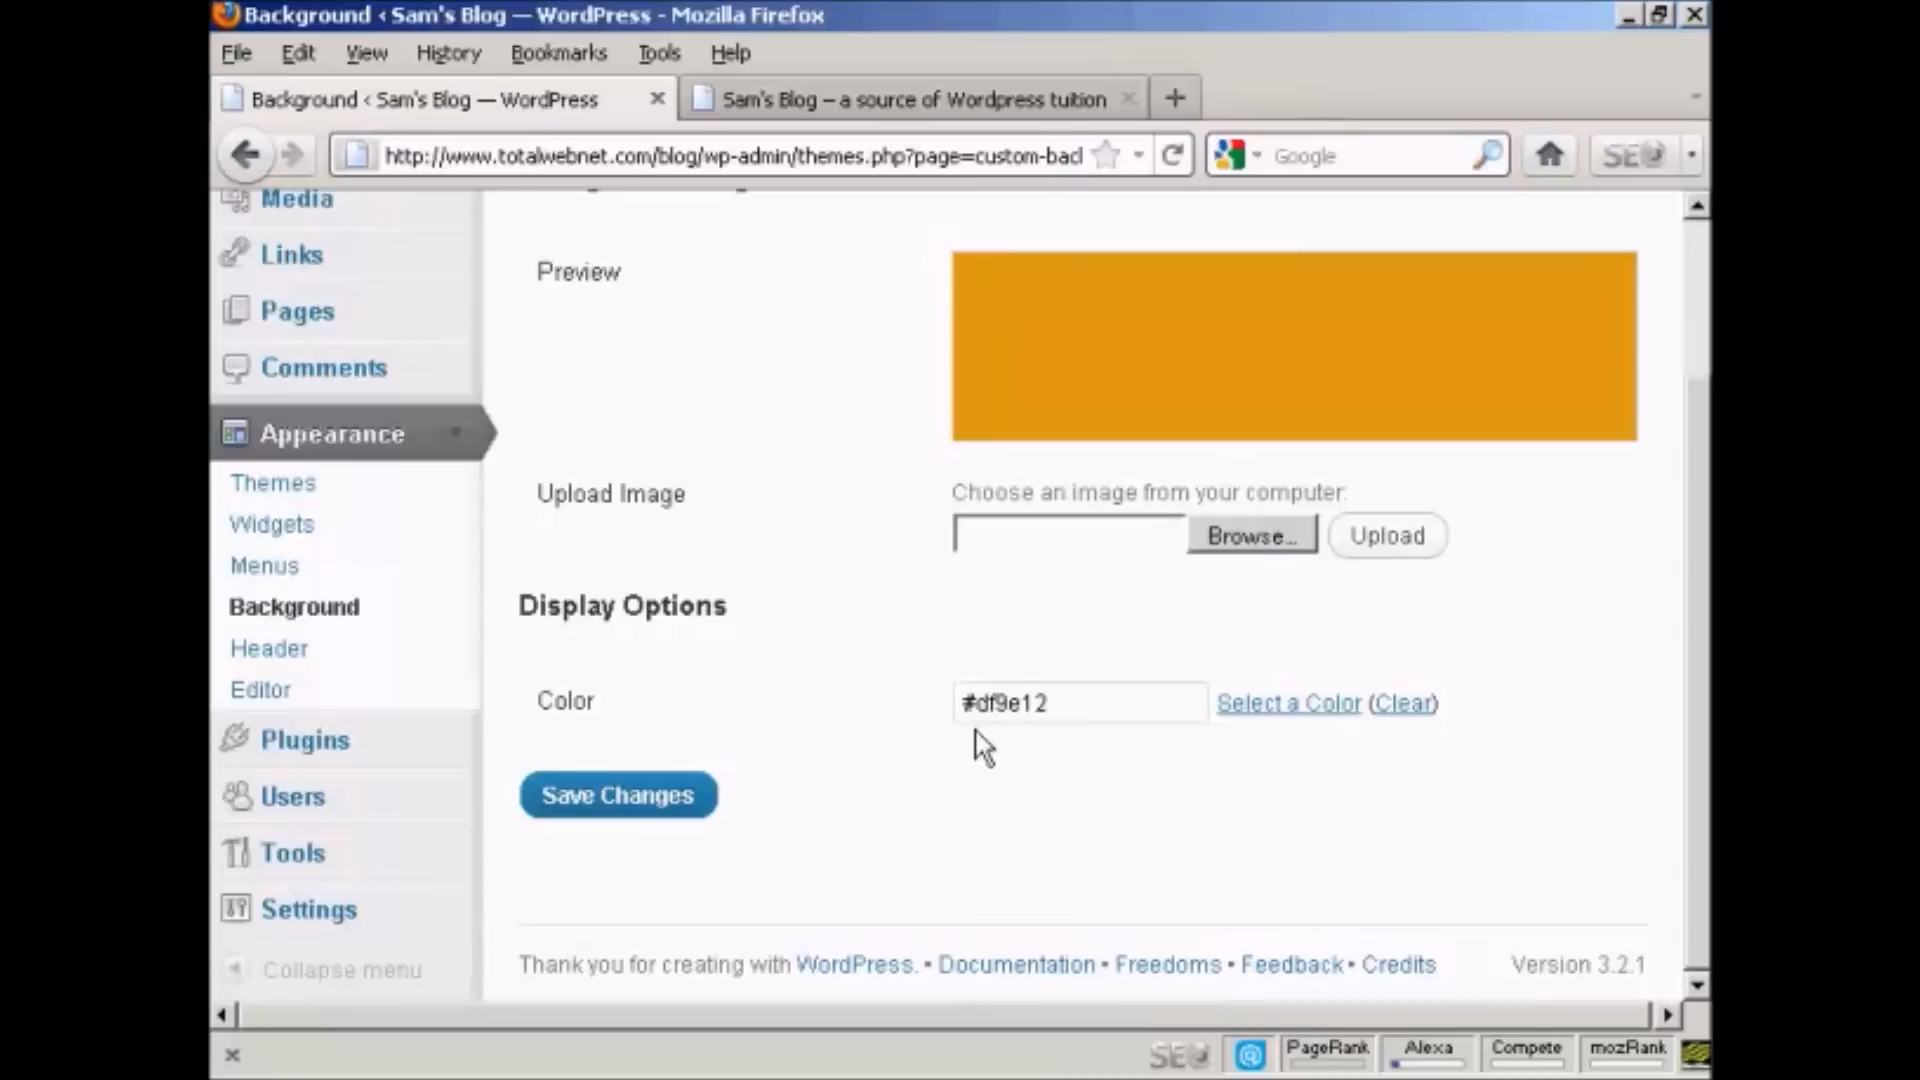 Background ‹ Sam's Blog — WordPress - Mozilla Firefox
File Edit View History Bookmarks Tools Help
Background ‹ Sam's Blog — WordPress
Sam's Blog – a source of Wordpress tuition
http://www.totalwebnet.com/blog/wp-admin/themes.php?page=custom-bacl
Google
SEO
Media
Links
Pages
Comments
Appearance
Themes
Widgets
Menus
Background
Header
Editor
Plugins
Users
Tools
Settings
Collapse menu
Preview
Upload Image
Choose an image from your computer:
Browse...
Upload
Display Options
Color
#df9e12
Select a Color (Clear)
Save Changes
Thank you for creating with WordPress. • Documentation • Freedoms • Feedback • Credits
Version 3.2.1
SEO
PageRank
Alexa
Compete
mozRank